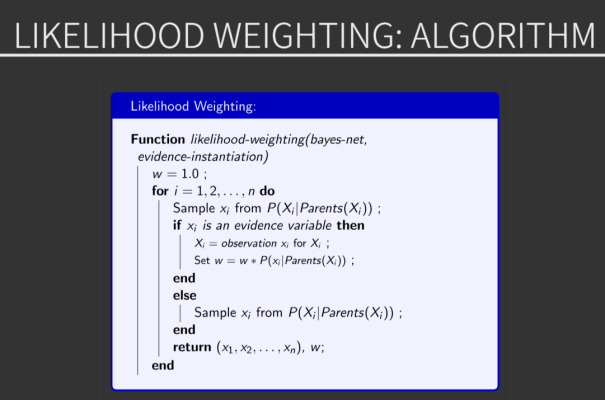 LIKELIHOOD WEIGHTING: ALGORITHM
Likelihood Weighting:
Function likelihood-weighting(bayes-net,
evidence-instantiation)
w = 1.0 ;
for i = 1, 2, . . . , n do
Sample xᵢ from P(Xᵢ|Parents(Xᵢ)) ;
if xᵢ is an evidence variable then
Xᵢ = observation xᵢ for Xᵢ ;
Set w = w ∗ P(xᵢ|Parents(Xᵢ)) ;
end
else
Sample xᵢ from P(Xᵢ|Parents(Xᵢ)) ;
end
return (x₁, x₂, . . . , xₙ), w;
end